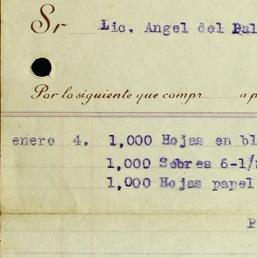 Sr Lic. Angel del Pal
Por lo siguiente que compr... a p
enero 4. 1,000 Hojas en bl
1,000 Sobres 6-1/
1,000 Hojas papel
P